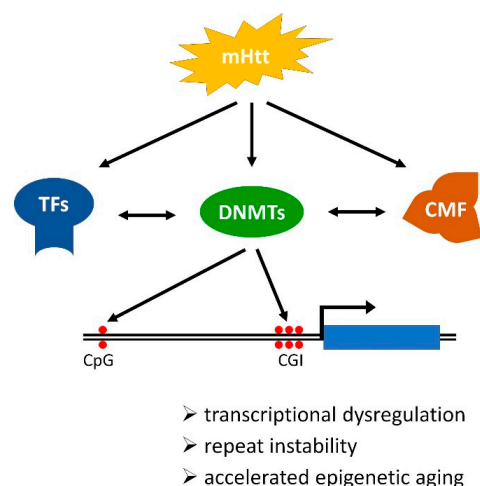 mHtt
TFs
DNMTs
CMF
CpG
CGI
➢ transcriptional dysregulation
➢ repeat instability
➢ accelerated epigenetic aging